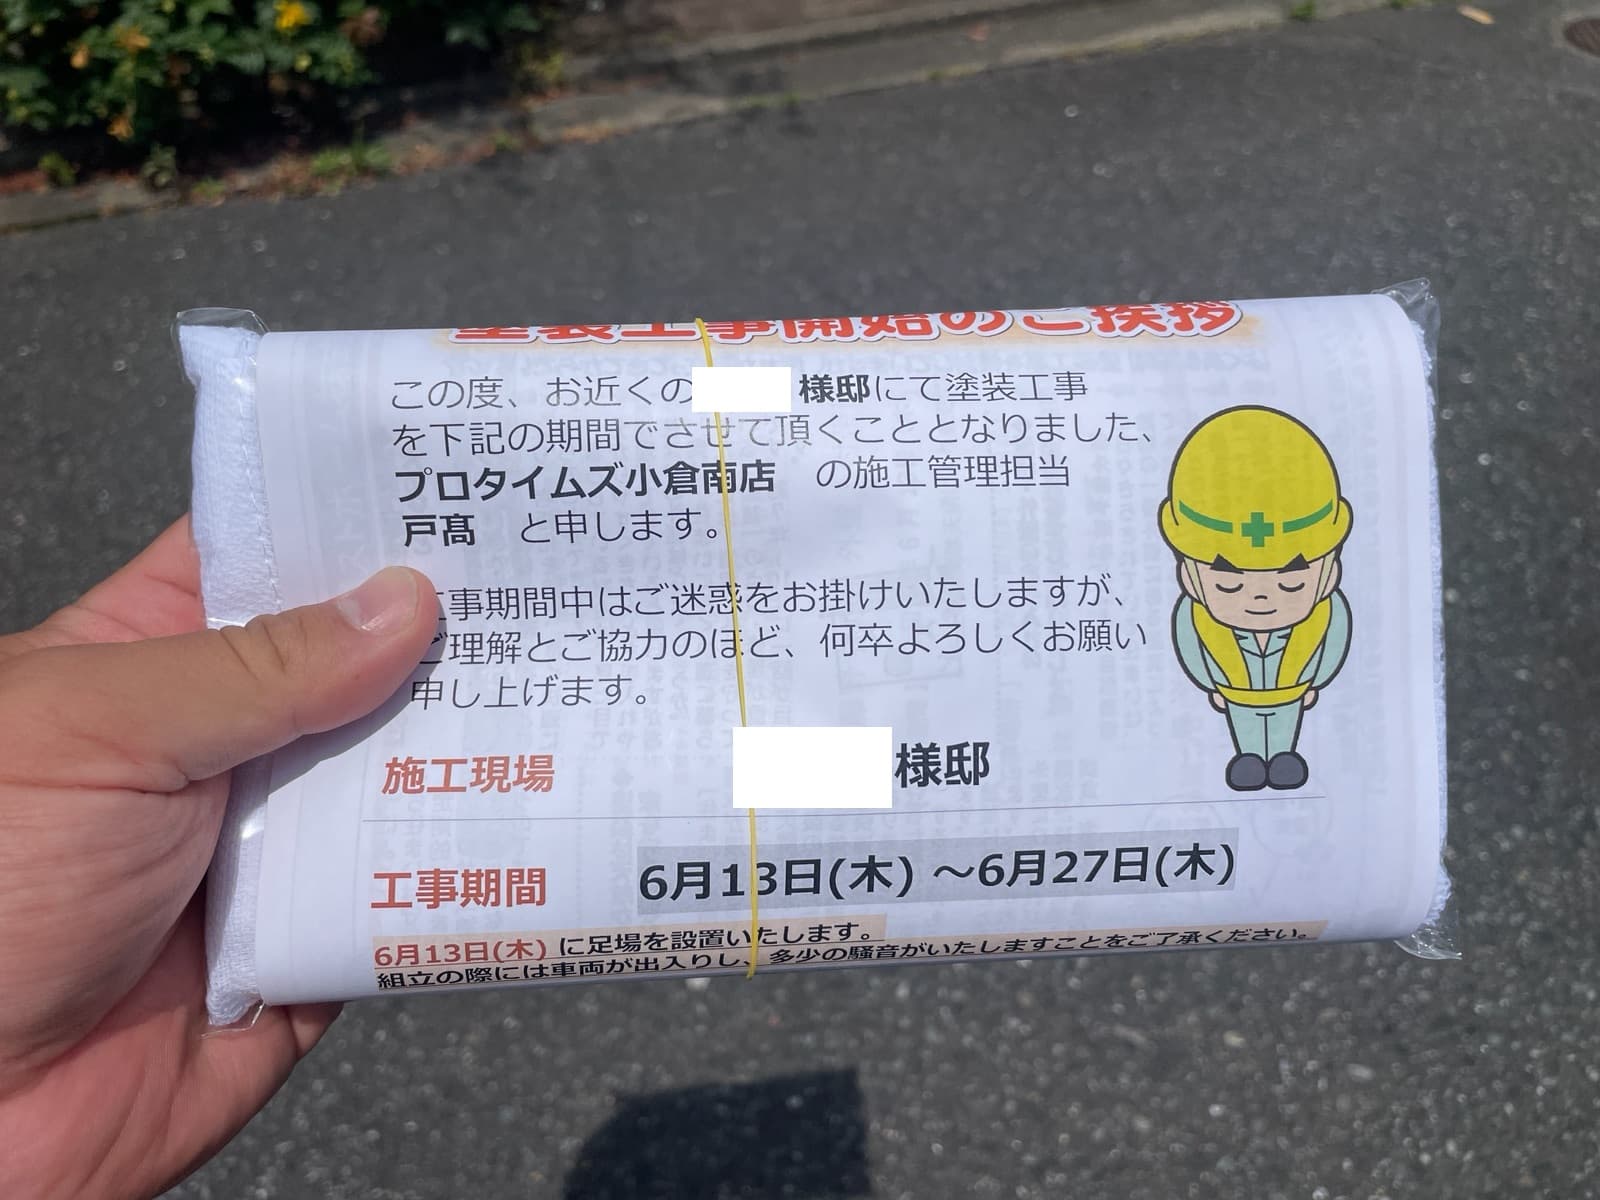 塗装工事開始のご挨拶
この度、お近くの 様邸にて塗装工事
を下記の期間でさせて頂くこととなりました、
プロタイムズ小倉南店 の施工管理担当
戸髙 と申します。
工事期間中はご迷惑をお掛けいたしますが、
ご理解とご協力のほど、何卒よろしくお願い
申し上げます。
施工現場 様邸
工事期間 6月13日(木) ～6月27日(木)
6月13日(木) に足場を設置いたします。
組立の際には車両が出入りし、多少の騒音がいたしますことをご了承ください。